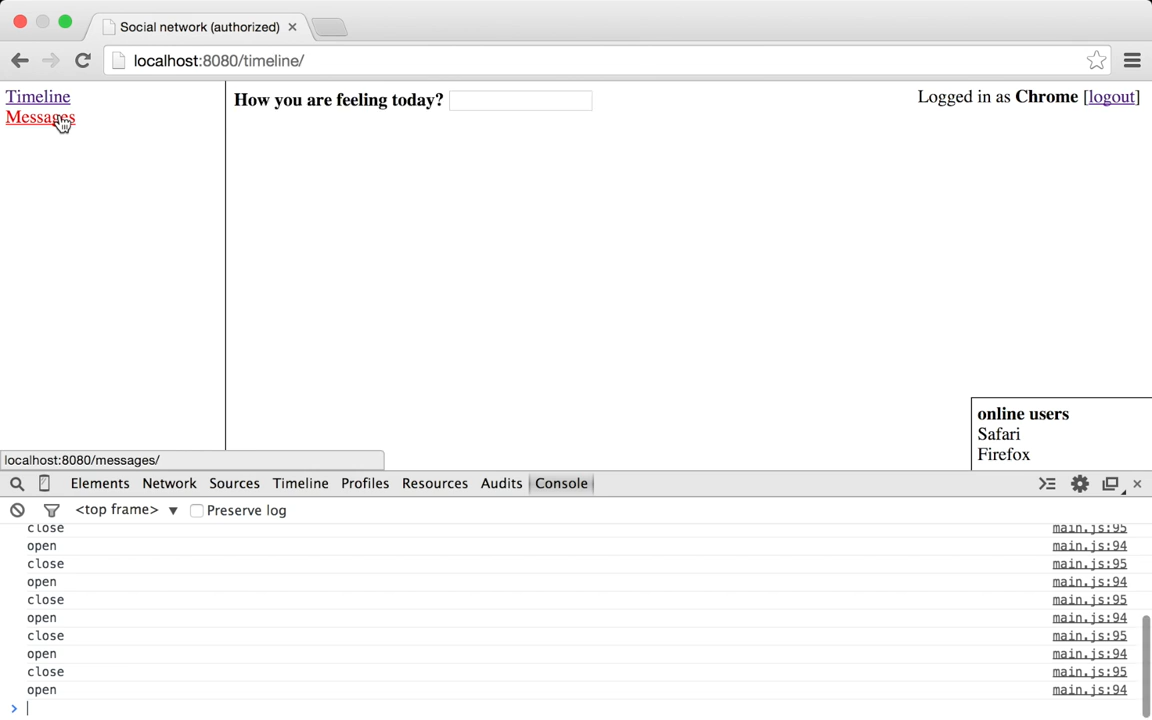 Social network (authorized)
localhost:8080/timeline/
Timeline
Messages
How you are feeling today?
Logged in as Chrome [logout]
online users
Safari
Firefox
localhost:8080/messages/
Elements Network Sources Timeline Profiles Resources Audits Console
<top frame> Preserve log
close main.js:95
open main.js:94
close main.js:95
open main.js:94
close main.js:95
open main.js:94
close main.js:95
open main.js:94
close main.js:95
open main.js:94